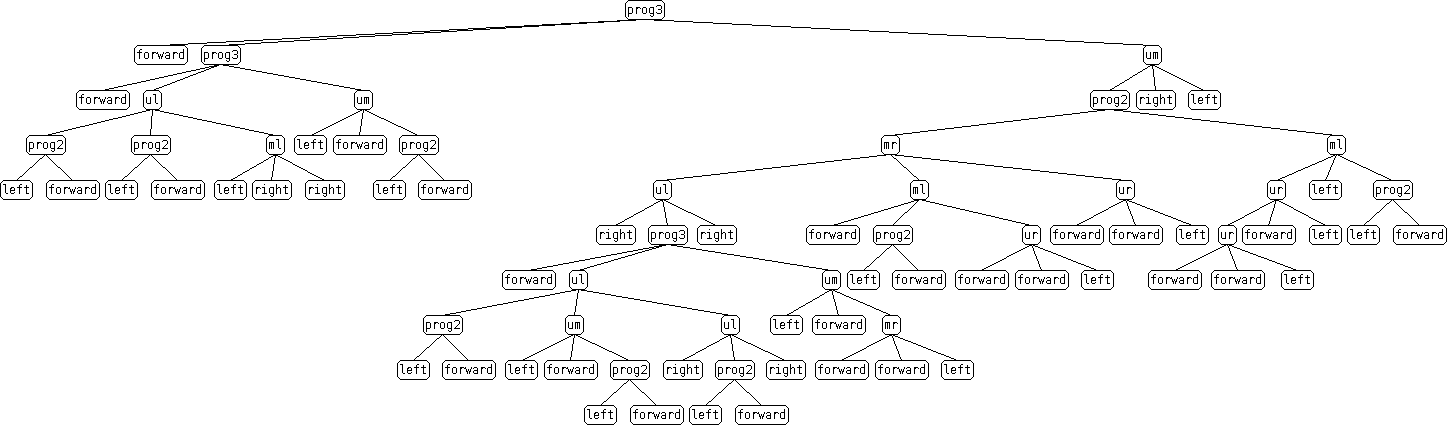 prog3
forward prog3 um
forward ul um prog2 right left
prog2 prog2 ml left forward prog2 mr ml
left forward left forward left right right left forward ul ml ur ur left prog2
right prog3 right forward prog2 ur forward forward left ur forward left left forward
forward ul um left forward forward forward left forward forward left
prog2 um ul left forward mr
left forward left forward prog2 right prog2 right forward forward left
left forward left forward